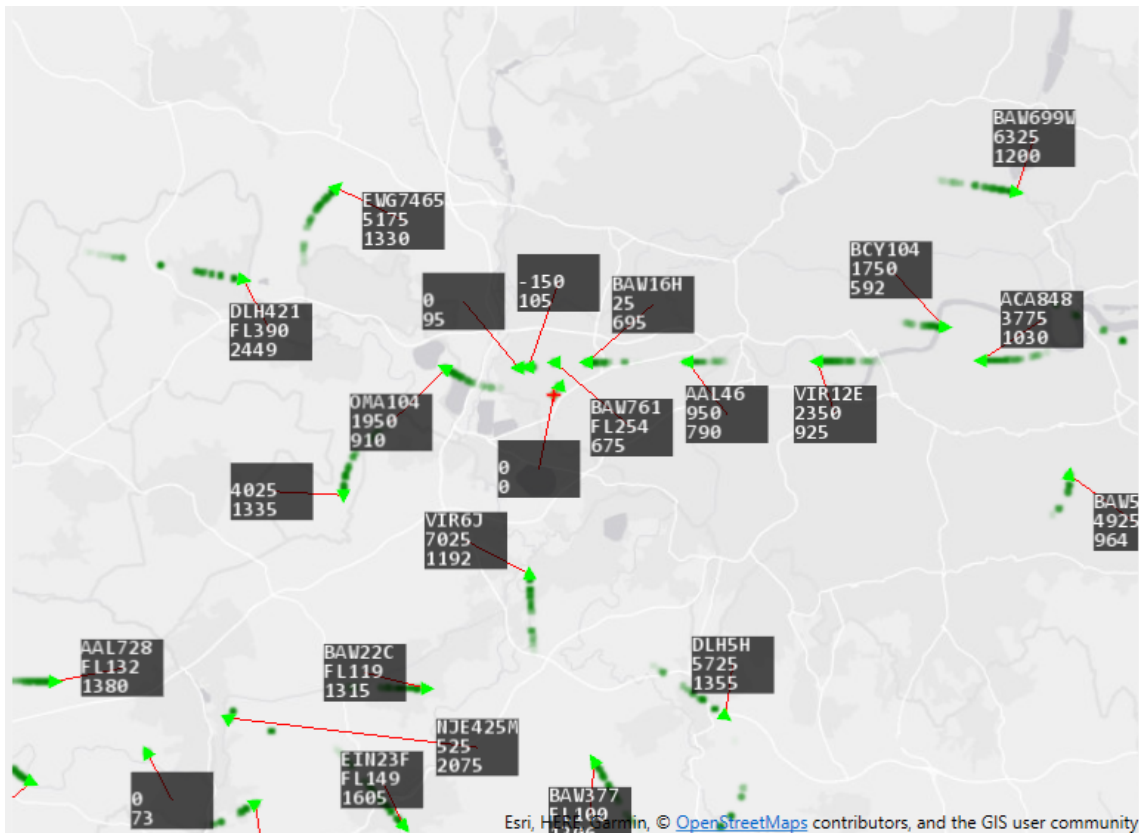 BAW699W
6325
1200
EWG7465
5175
1330
BCY104
1750
592
0
95
-150
105
BAW16H
25
695
ACA848
3775
1030
DLH421
FL390
2449
OMA104
1950
910
BAW761
FL254
675
AAL46
950
790
VIR12E
2350
925
0
0
4025
1335
BAW5
4925
964
VIR6J
7025
1192
AAL728
FL132
1380
BAW22C
FL119
1315
DLH5H
5725
1355
NJE425M
525
2075
EIN23F
FL149
1605
0
73
BAW377
FL109
Esri, HERE, Garmin, © OpenStreetMaps contributors, and the GIS user community